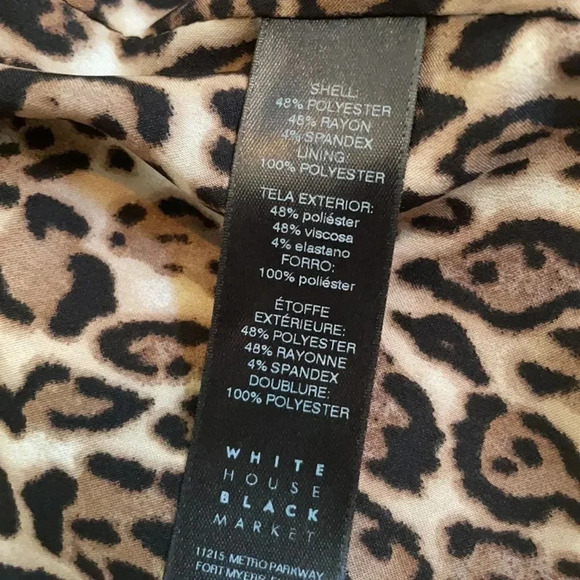 SHELL:
48% POLYESTER
48% RAYON
4% SPANDEX
LINING:
100% POLYESTER
TELA EXTERIOR:
48% poliéster
48% viscosa
4% elastano
FORRO:
100% poliéster
ÉTOFFE
EXTÉRIEURE:
48% POLYESTER
48% RAYONNE
4% SPANDEX
DOUBLURE:
100% POLYESTER
WHITE
HOUSE
BLACK
MARKET
11215 METRO PARKWAY
FORT MYERS,